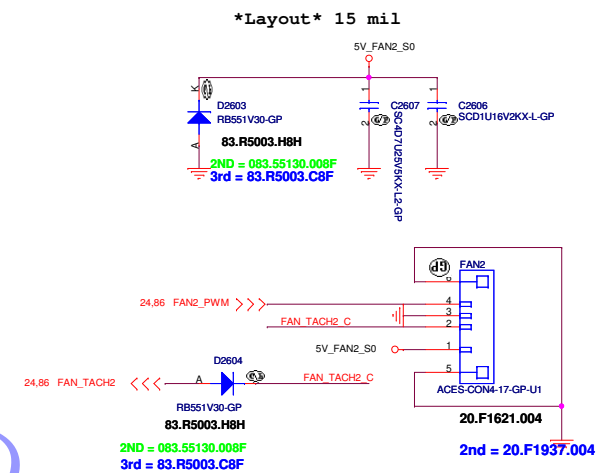 *Layout* 15 mil
5V_FAN2_S0
K
D2603
RB551V30-GP
A
83.R5003.H8H
2ND = 083.55130.008F
3rd = 83.R5003.C8F
1
2
C2607
SC4D7U25V5KX-L2-GP
1
2
C2606
SCD1U16V2KX-L-GP
GP
FAN2
6
24,86 FAN2_PWM
4
3
FAN_TACH2_C
2
5V_FAN2_S0
1
D2604
24,86 FAN_TACH2
A
FAN_TACH2_C
5
RB551V30-GP
ACES-CON4-17-GP-U1
83.R5003.H8H
20.F1621.004
2ND = 083.55130.008F
2nd = 20.F1937.004
3rd = 83.R5003.C8F